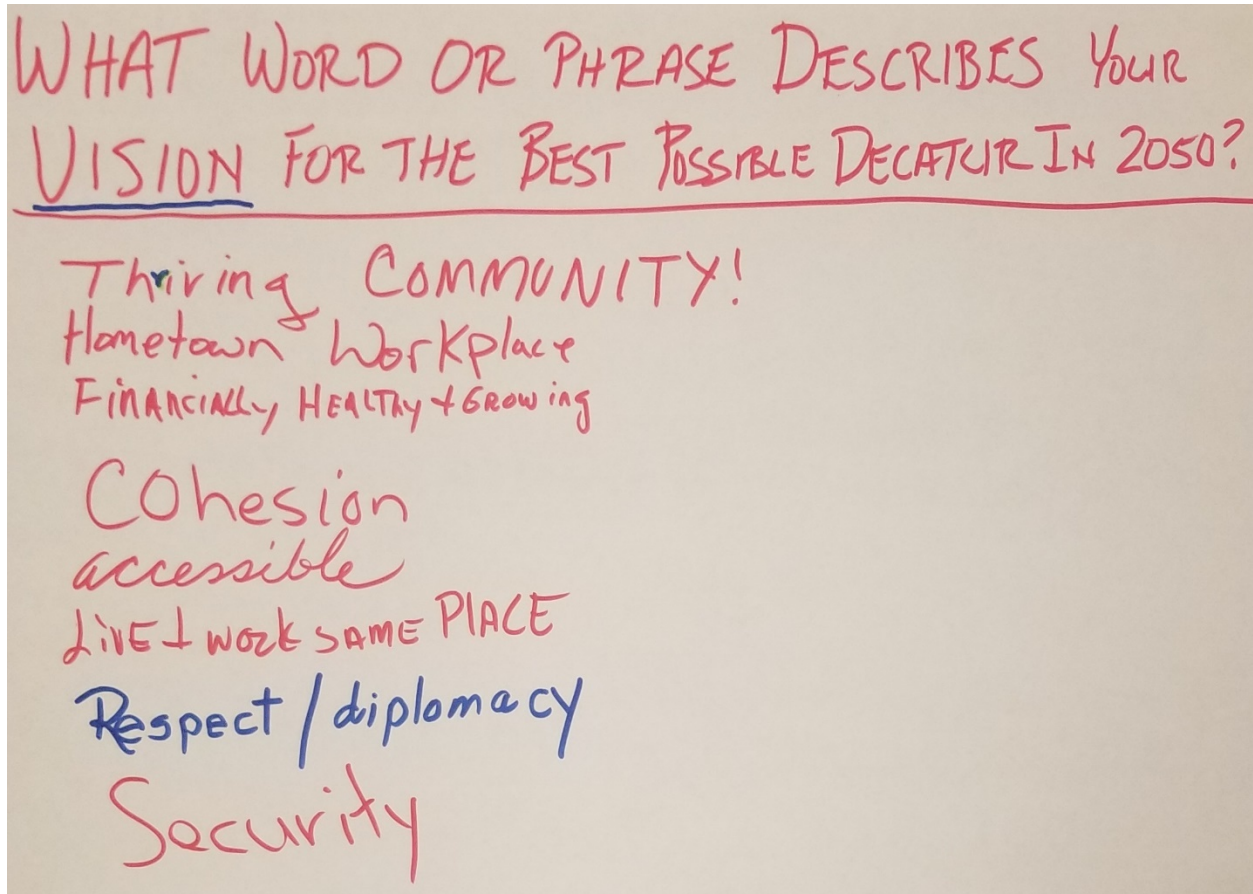 WHAT WORD OR PHRASE DESCRIBES YOUR
VISION FOR THE BEST POSSIBLE DECATUR IN 2050?
Thriving COMMUNITY!
Hometown Workplace
FINANCIALLY HEALTHY + GROWing
COhesion
accessible
LivE + work SAME PLACE
Respect / diplomacy
Security